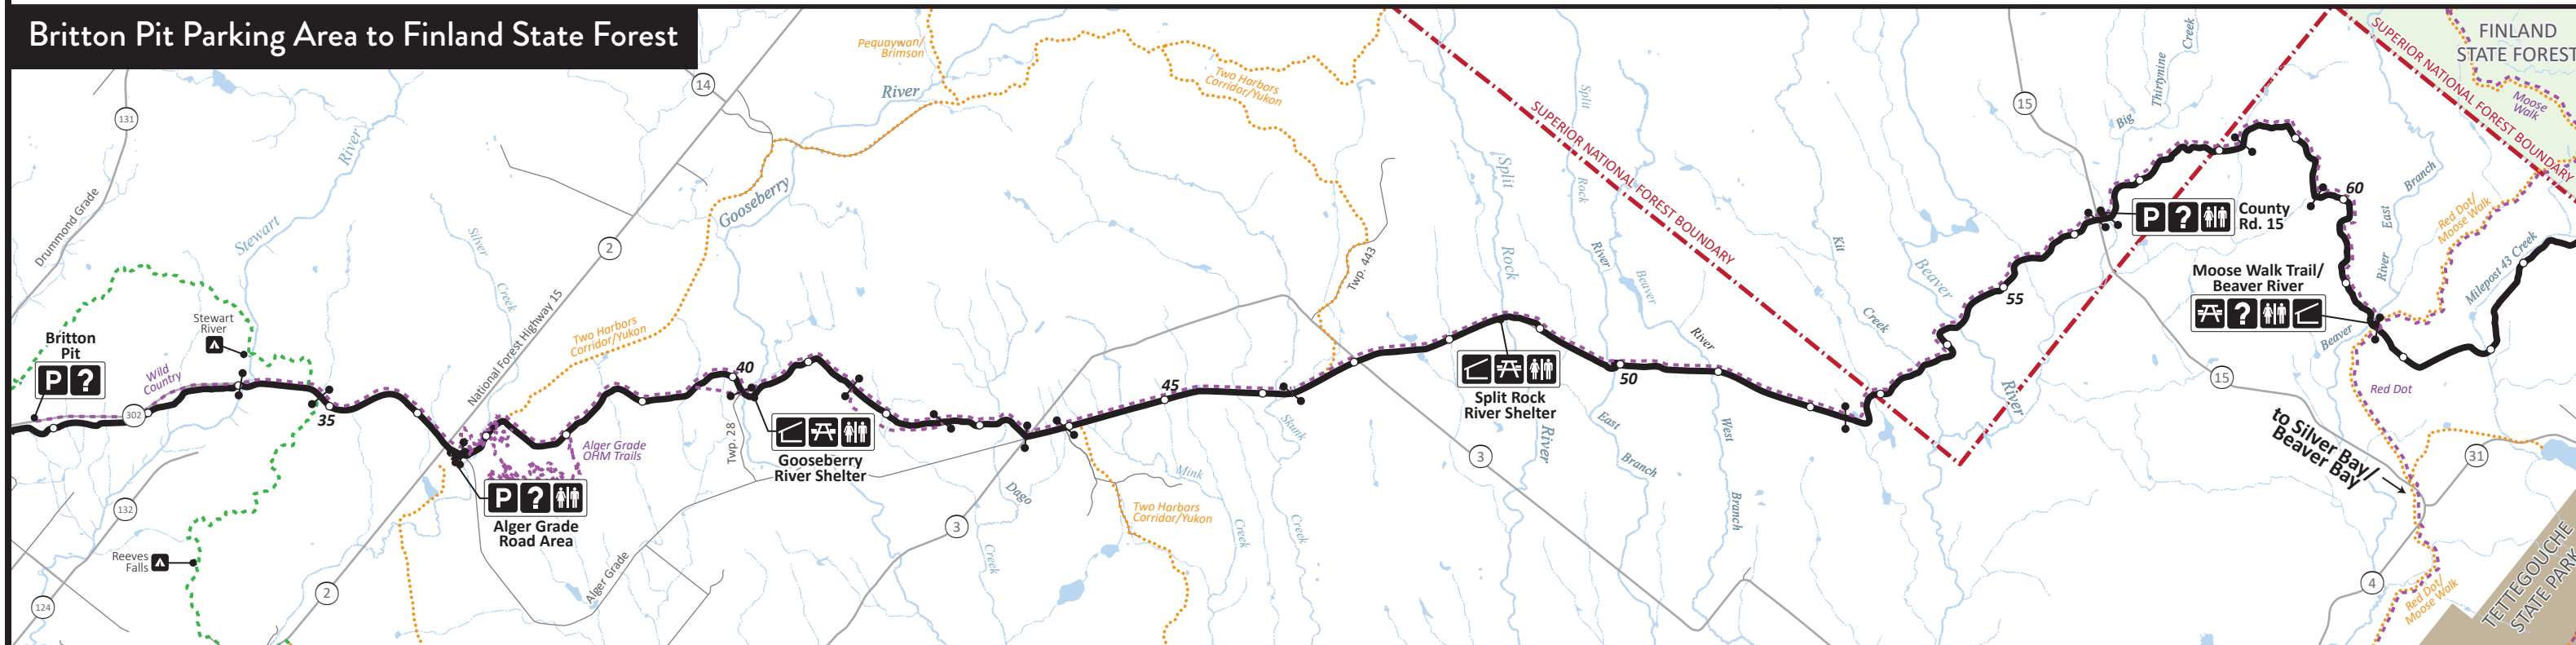 Britton Pit Parking Area to Finland State Forest
131
Drummond Grade
Stewart
River
Britton
Pit
P ?
Wild
Country
302
Stewart
River
35
132
124
Reeves
Falls
2
Silver
Creek
National Forest Highway 15
2
14
Pequaywan/
Brimson
River
Gooseberry
Two Harbors
Corridor/Yukon
Two Harbors
Corridor/Yukon
P ?
Alger Grade
Road Area
Alger Grade
OHM Trails
Alger Grade
Twp. 28
40
Gooseberry
River Shelter
3
Dago
Creek
45
Mink
Creek
Skunk
Creek
Two Harbors
Corridor/Yukon
Twp. 443
3
Split
Rock
River
Split Rock
River Shelter
Split
Rock
River
50
East
Branch
Beaver
River
West
Branch
SUPERIOR NATIONAL FOREST BOUNDARY
Kit
Creek
Beaver
River
55
15
Big
Thirtynine
Creek
P ?
County
Rd. 15
60
Moose Walk Trail/
Beaver River
?
15
Beaver
River
East
Branch
Red Dot/
Moose Walk
Milepost 43 Creek
Red Dot
to Silver Bay/
Beaver Bay
31
4
Red Dot/
Moose Walk
TETTEGOUCHE
STATE PARK
FINLAND
STATE FOREST
Moose
Walk
SUPERIOR NATIONAL FOREST BOUNDARY